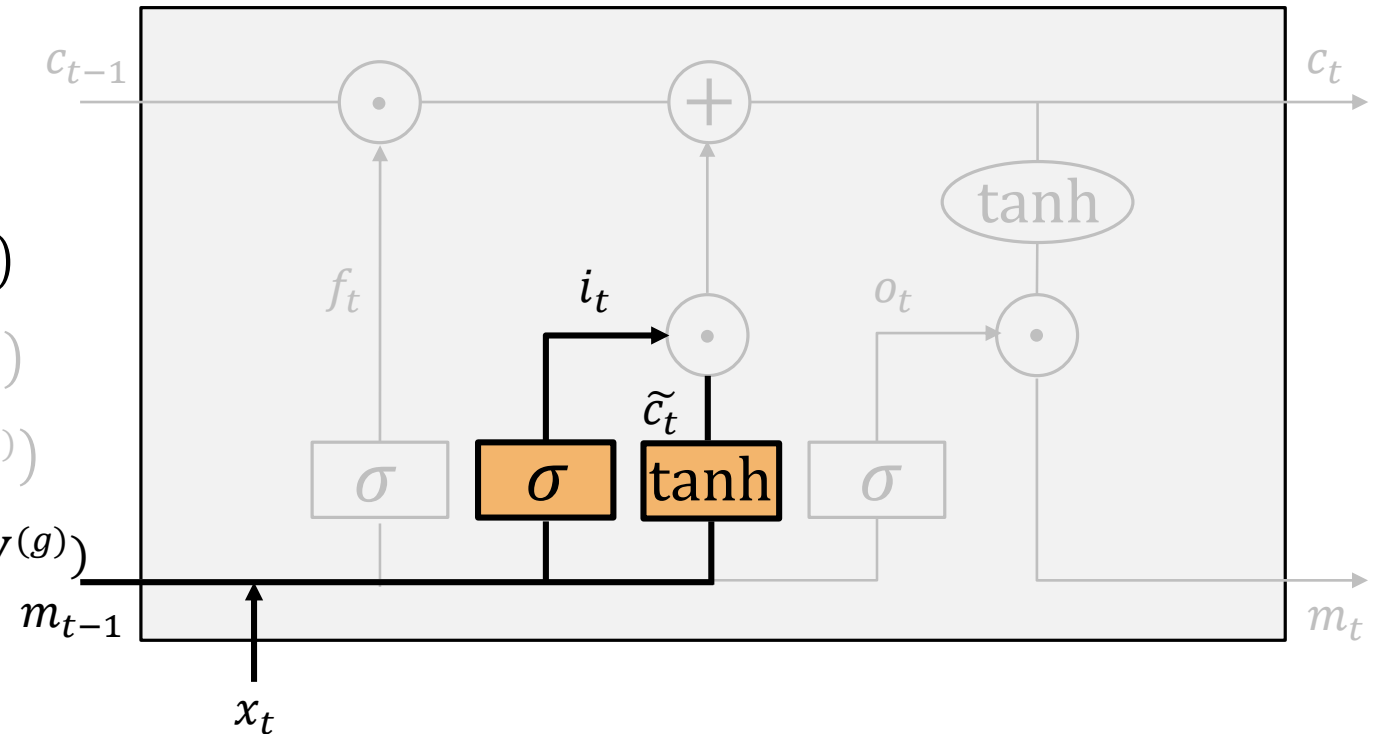 c_{t−1} c_t
+
tanh
)
f_t i_t o_t
)
c̃_t
))
σ σ tanh σ
(g))
m_{t−1} m_t
x_t